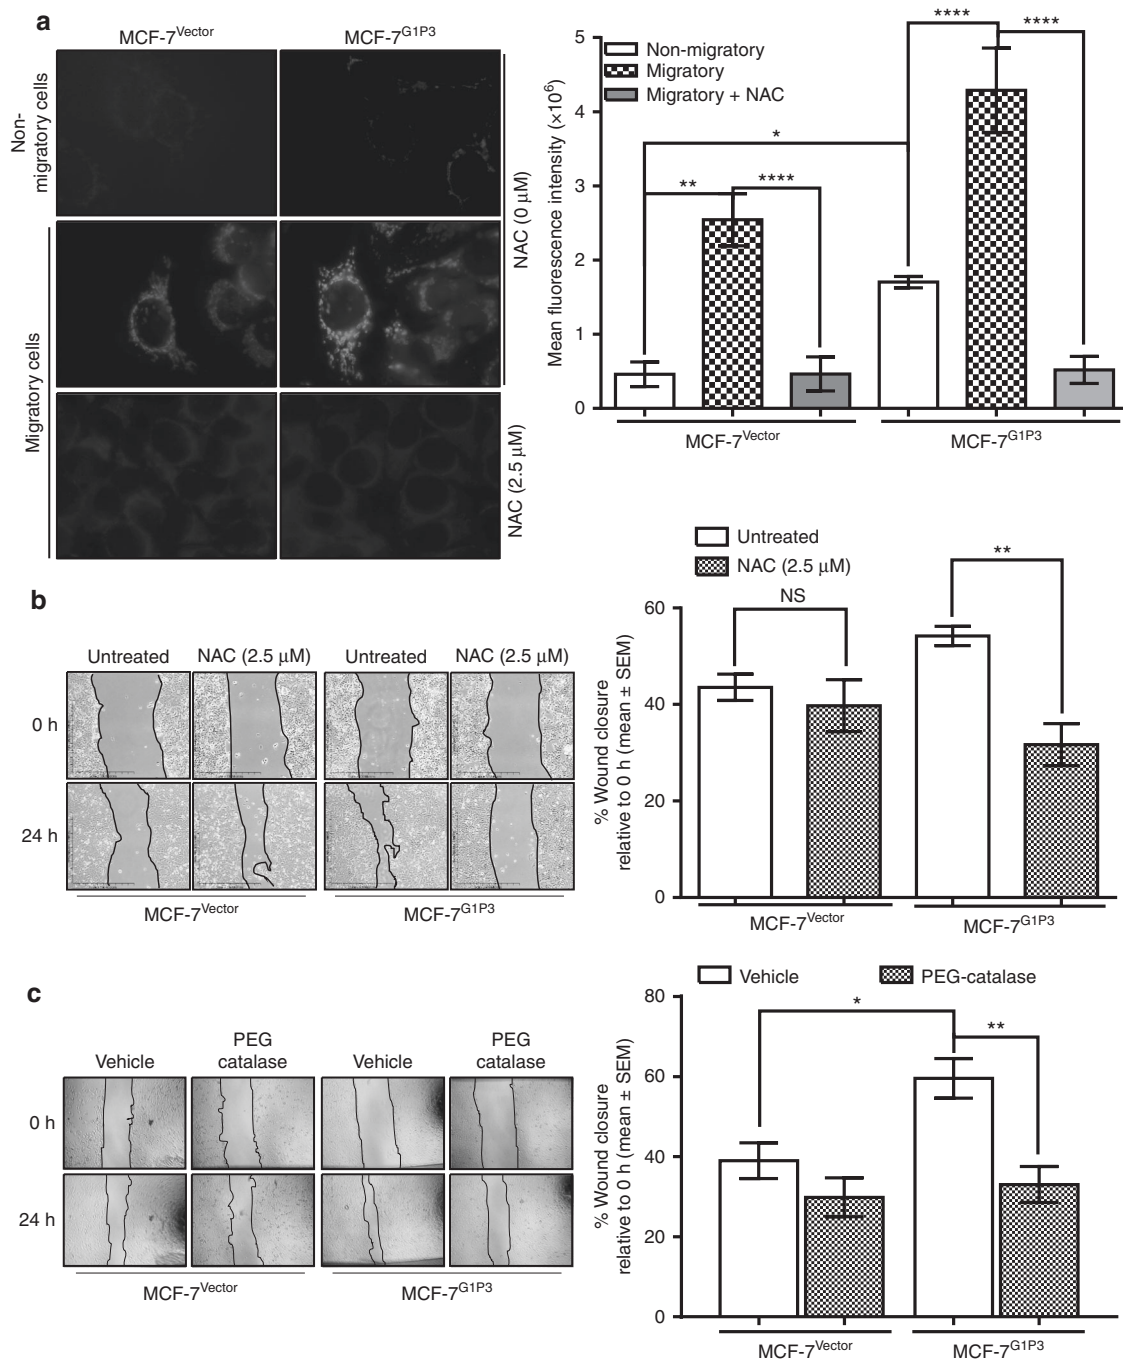 a
MCF-7Vector
MCF-7G1P3
Non-
migratory cells
Migratory cells
NAC (0 μM)
NAC (2.5 μM)
Mean fluorescence intensity (×10⁶)
5
4
3
2
1
0
Non-migratory
Migratory
Migratory + NAC
*
**
****
****
****
MCF-7Vector
MCF-7G1P3
b
Untreated
NAC (2.5 μM)
Untreated
NAC (2.5 μM)
0 h
24 h
MCF-7Vector
MCF-7G1P3
Untreated
NAC (2.5 μM)
% Wound closure
relative to 0 h (mean ± SEM)
60
40
20
0
NS
**
MCF-7Vector
MCF-7G1P3
c
Vehicle
PEG
catalase
Vehicle
PEG
catalase
0 h
24 h
MCF-7Vector
MCF-7G1P3
Vehicle
PEG-catalase
% Wound closure
relative to 0 h (mean ± SEM)
80
60
40
20
0
*
**
MCF-7Vector
MCF-7G1P3